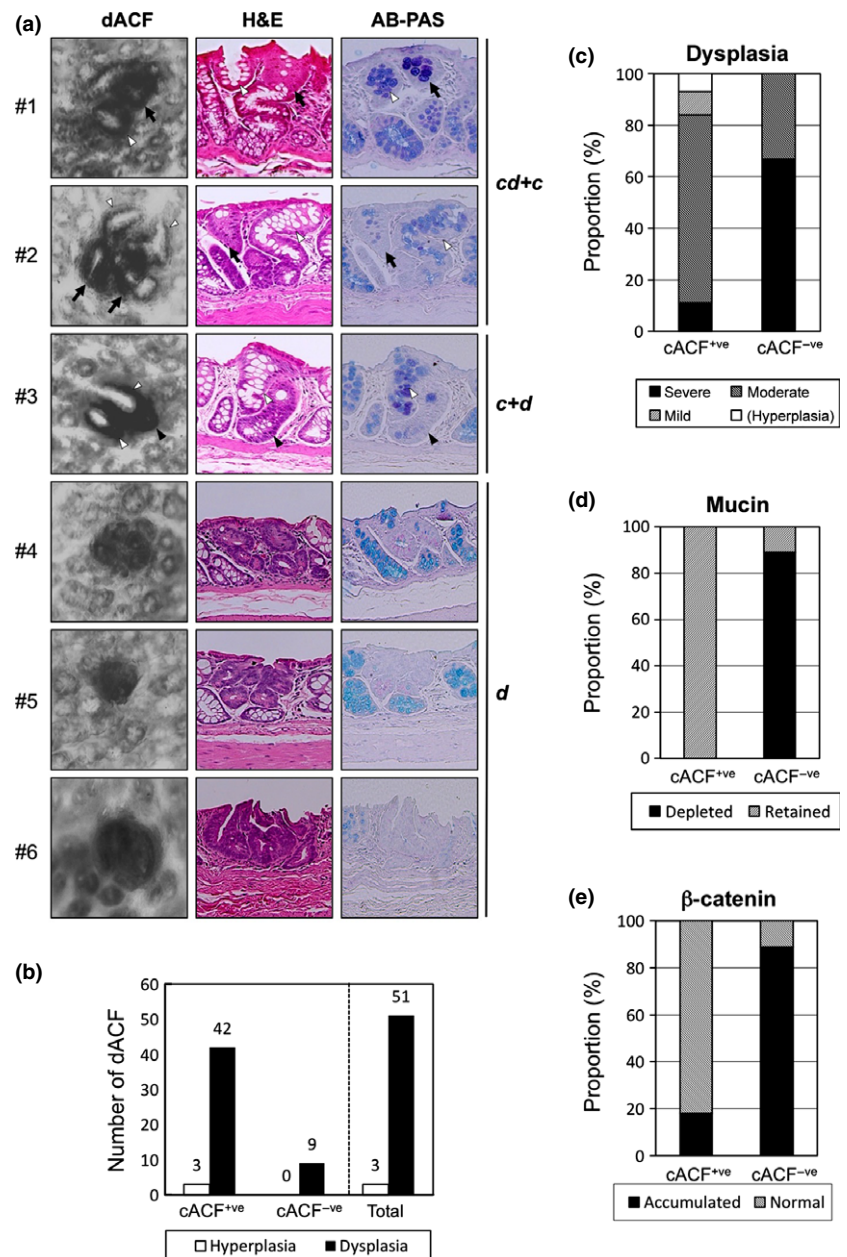 (a)
dACF H&E AB-PAS
#1
#2
cd+c
#3
c+d
#4
#5
d
#6
(b)
Number of dACF
60
50
40
30
20
10
0
3
42
0
9
3
51
cACF+ve cACF−ve Total
Hyperplasia Dysplasia
(c)
Dysplasia
Proportion (%)
100
80
60
40
20
0
cACF+ve cACF−ve
Severe Moderate
Mild (Hyperplasia)
(d)
Mucin
Proportion (%)
100
80
60
40
20
0
cACF+ve cACF−ve
Depleted Retained
(e)
β-catenin
Proportion (%)
100
80
60
40
20
0
cACF+ve cACF−ve
Accumulated Normal